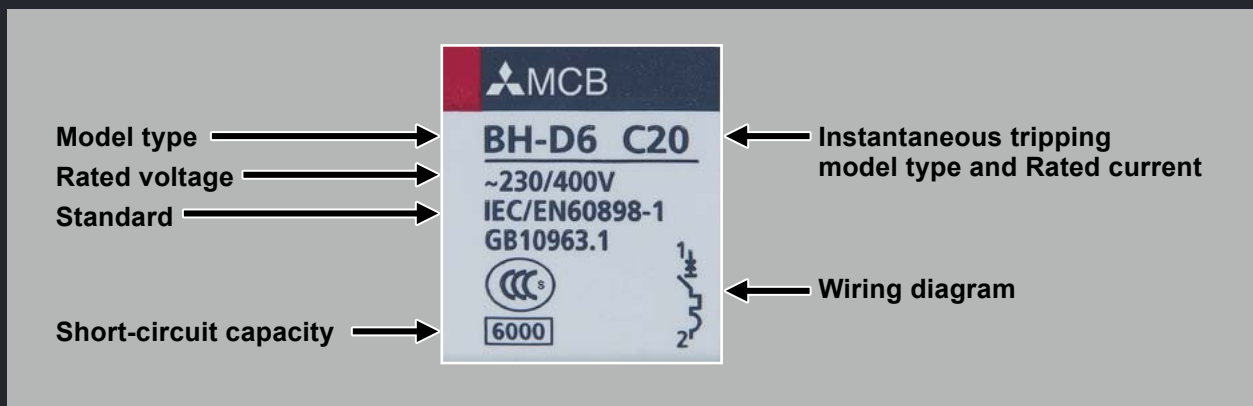 MCB
Model type
BH-D6 C20
Instantaneous tripping
model type and Rated current
Rated voltage
~230/400V
Standard
IEC/EN60898-1
GB10963.1
CCC S
1
Wiring diagram
2
Short-circuit capacity
6000